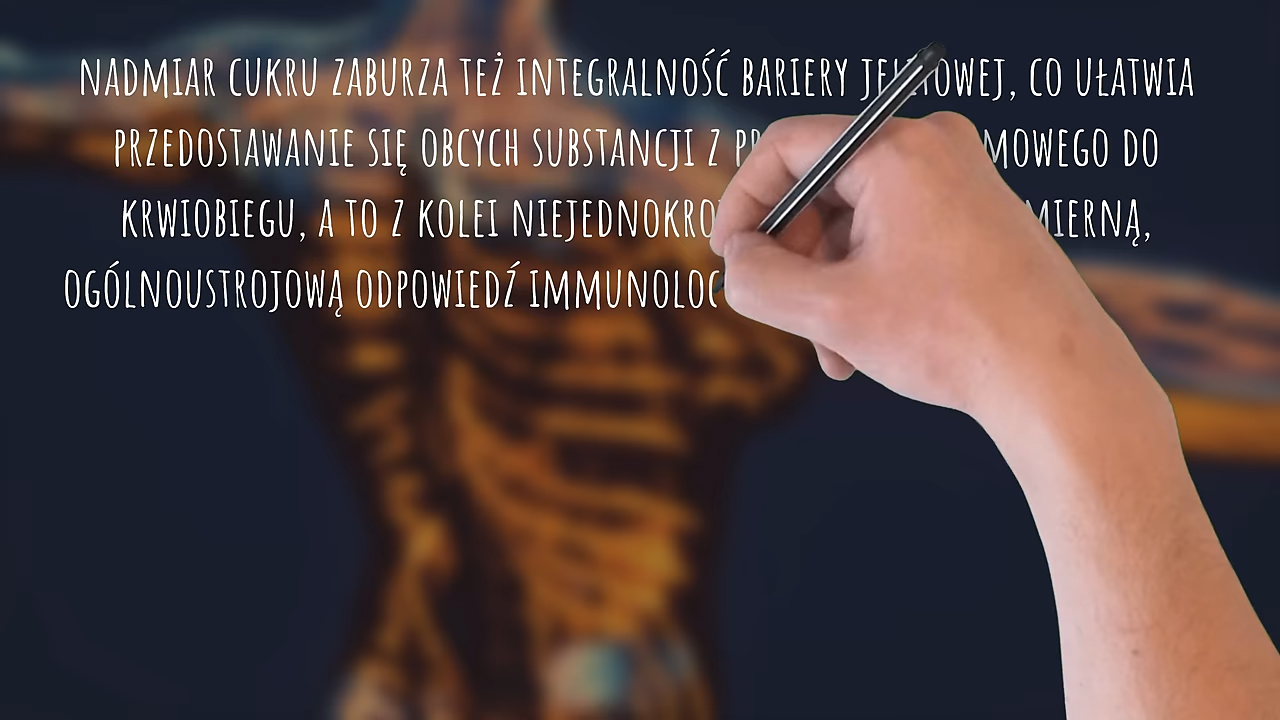 NADMIAR CUKRU ZABURZA TEŻ INTEGRALNOŚĆ BARIERY CO UŁATWIA
PRZEDOSTAWANIE SIĘ OBCYCH SUBSTANCJI Z DO
KRWIOBIEGU, A TO Z KOLEI
OGÓLNOUSTROJOWĄ ODPOWIEDŹ